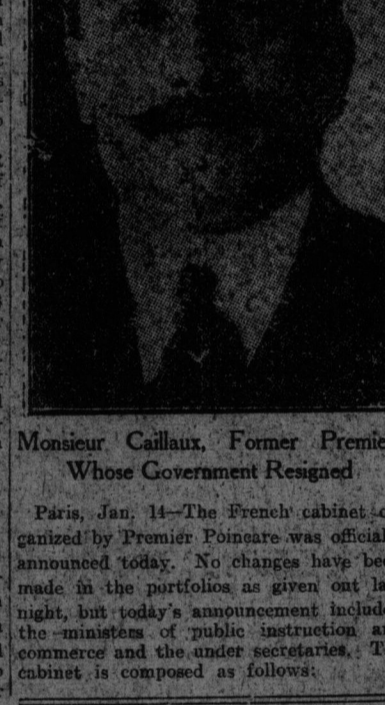 Monsieur Caillaux, Former Premie
Whose Government Resigned
Paris, Jan. 14—The French cabinet o
ganized by Premier Poincare was official
announced today. No changes have bee
made in the portfolios as given out la
night, but today's announcement include
the ministers of public instruction a
commerce and the under secretaries. T
cabinet is composed as follows: